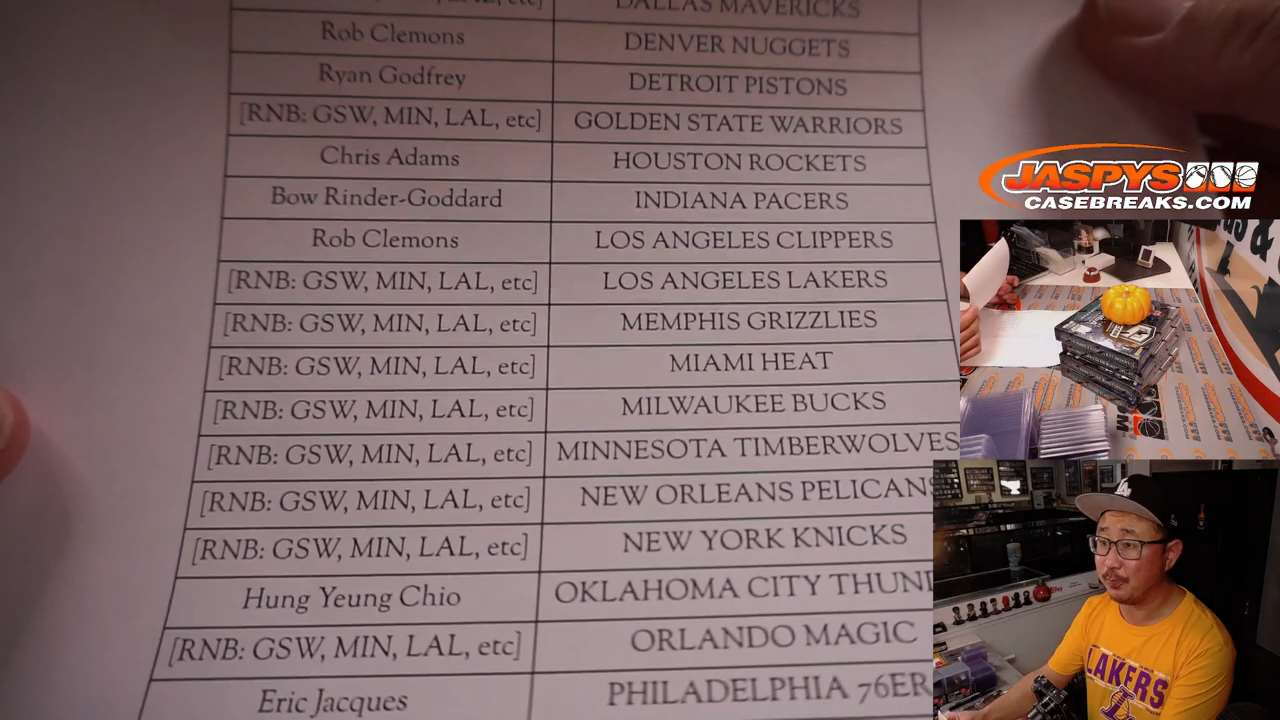 DALLAS MAVERICKS
Rob Clemons DENVER NUGGETS
Ryan Godfrey DETROIT PISTONS
[RNB: GSW, MIN, LAL, etc] GOLDEN STATE WARRIORS
Chris Adams HOUSTON ROCKETS
Bow Rinder-Goddard INDIANA PACERS
Rob Clemons LOS ANGELES CLIPPERS
[RNB: GSW, MIN, LAL, etc] LOS ANGELES LAKERS
[RNB: GSW, MIN, LAL, etc] MEMPHIS GRIZZLIES
[RNB: GSW, MIN, LAL, etc] MIAMI HEAT
[RNB: GSW, MIN, LAL, etc] MILWAUKEE BUCKS
[RNB: GSW, MIN, LAL, etc] MINNESOTA TIMBERWOLVES
[RNB: GSW, MIN, LAL, etc] NEW ORLEANS PELICANS
[RNB: GSW, MIN, LAL, etc] NEW YORK KNICKS
Hung Yeung Chio OKLAHOMA CITY THUN
[RNB: GSW, MIN, LAL, etc] ORLANDO MAGIC
Eric Jacques PHILADELPHIA 76ER
JASPYS
CASEBREAKS.COM
LA
LAKERS
L